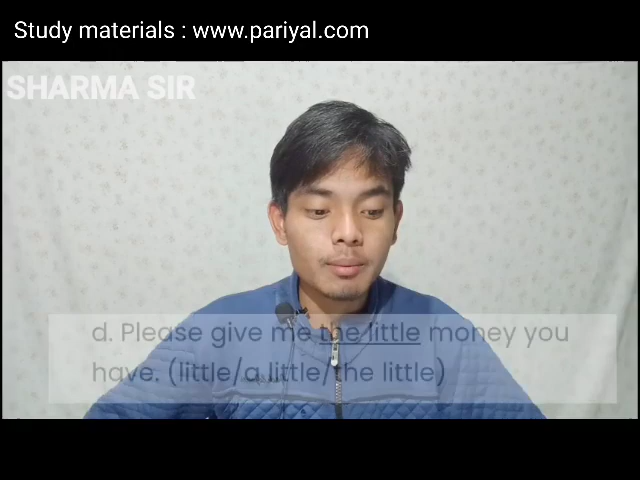 Study materials : www.pariyal.com
SHARMA SIR
d. Please give me the little money you
have. (little/a little/the little)